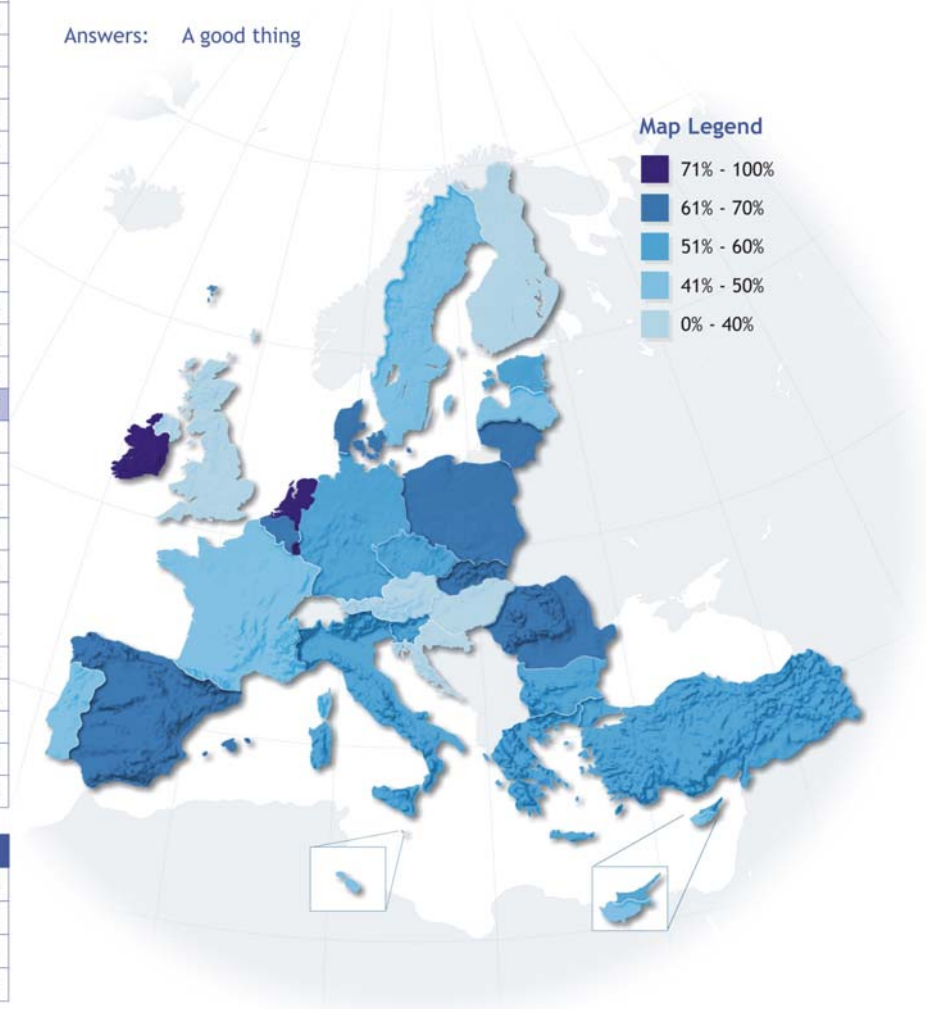 Answers: A good thing
Map Legend
71% - 100%
61% - 70%
51% - 60%
41% - 50%
0% - 40%